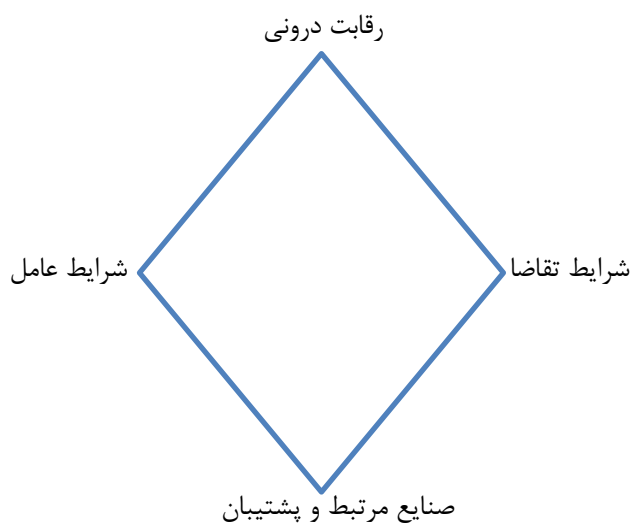 رقابت درونی
شرایط تقاضا
شرایط عامل
صنایع مرتبط و پشتیبان